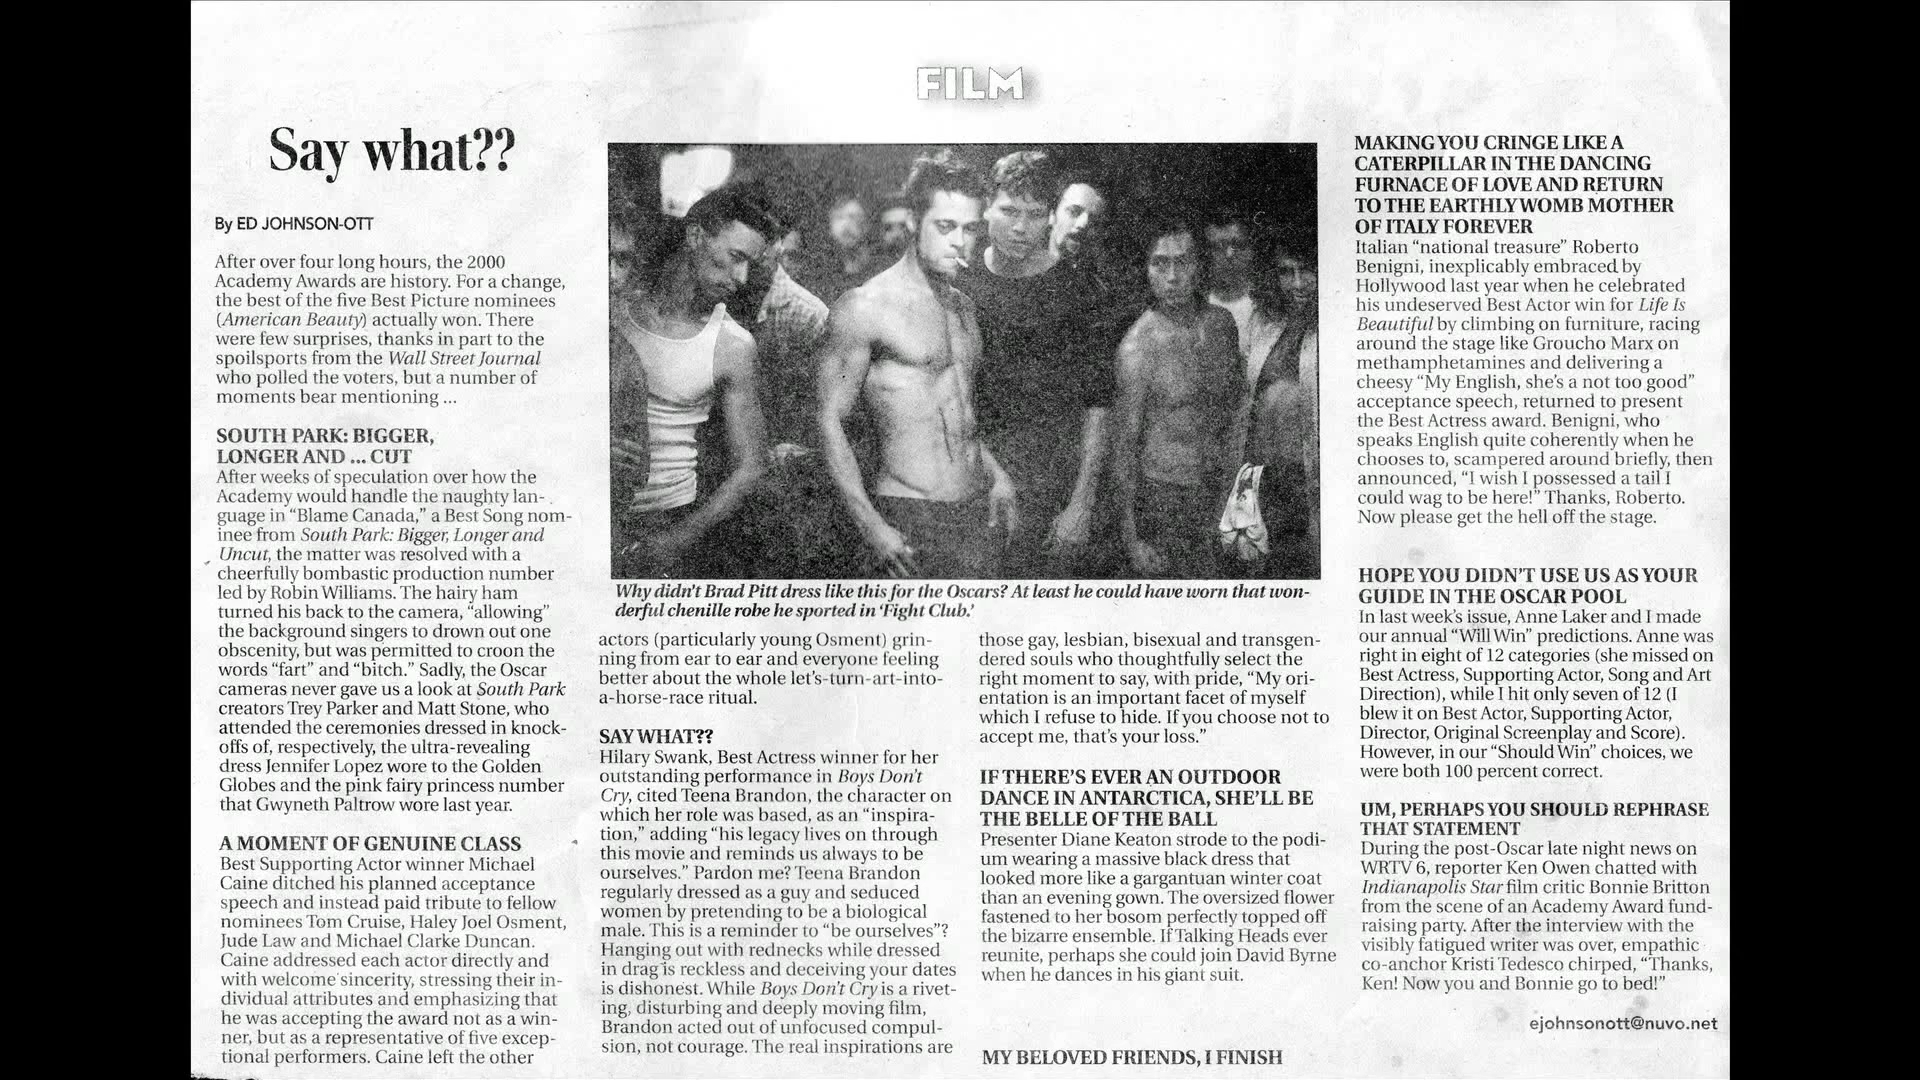 FILM
Say what??
By ED JOHNSON-OTT
After over four long hours, the 2000
Academy Awards are history. For a change,
the best of the five Best Picture nominees
(American Beauty) actually won. There
were few surprises, thanks in part to the
spoilsports from the Wall Street Journal
who polled the voters, but a number of
moments bear mentioning ...
SOUTH PARK: BIGGER,
LONGER AND ... CUT
After weeks of speculation over how the
Academy would handle the naughty lan-
guage in “Blame Canada,” a Best Song nom-
inee from South Park: Bigger, Longer and
Uncut, the matter was resolved with a
cheerfully bombastic production number
led by Robin Williams. The hairy ham
turned his back to the camera, “allowing”
the background singers to drown out one
obscenity, but was permitted to croon the
words “fart” and “bitch.” Sadly, the Oscar
cameras never gave us a look at South Park
creators Trey Parker and Matt Stone, who
attended the ceremonies dressed in knock-
offs of, respectively, the ultra-revealing
dress Jennifer Lopez wore to the Golden
Globes and the pink fairy princess number
that Gwyneth Paltrow wore last year.
A MOMENT OF GENUINE CLASS
Best Supporting Actor winner Michael
Caine ditched his planned acceptance
speech and instead paid tribute to fellow
nominees Tom Cruise, Haley Joel Osment,
Jude Law and Michael Clarke Duncan.
Caine addressed each actor directly and
with welcome sincerity, stressing their in-
dividual attributes and emphasizing that
he was accepting the award not as a win-
ner, but as a representative of five excep-
tional performers. Caine left the other
Why didn’t Brad Pitt dress like this for the Oscars? At least he could have worn that won-
derful chenille robe he sported in ‘Fight Club.’
actors (particularly young Osment) grin-
ning from ear to ear and everyone feeling
better about the whole let’s-turn-art-into-
a-horse-race ritual.
SAY WHAT??
Hilary Swank, Best Actress winner for her
outstanding performance in Boys Don’t
Cry, cited Teena Brandon, the character on
which her role was based, as an “inspira-
tion,” adding “his legacy lives on through
this movie and reminds us always to be
ourselves.” Pardon me? Teena Brandon
regularly dressed as a guy and seduced
women by pretending to be a biological
male. This is a reminder to “be ourselves”?
Hanging out with rednecks while dressed
in drag is reckless and deceiving your dates
is dishonest. While Boys Don’t Cry is a rivet-
ing, disturbing and deeply moving film,
Brandon acted out of unfocused compul-
sion, not courage. The real inspirations are
those gay, lesbian, bisexual and transgen-
dered souls who thoughtfully select the
right moment to say, with pride, “My ori-
entation is an important facet of myself
which I refuse to hide. If you choose not to
accept me, that’s your loss.”
IF THERE’S EVER AN OUTDOOR
DANCE IN ANTARCTICA, SHE’LL BE
THE BELLE OF THE BALL
Presenter Diane Keaton strode to the podi-
um wearing a massive black dress that
looked more like a gargantuan winter coat
than an evening gown. The oversized flower
fastened to her bosom perfectly topped off
the bizarre ensemble. If Talking Heads ever
reunite, perhaps she could join David Byrne
when he dances in his giant suit.
MY BELOVED FRIENDS, I FINISH
MAKING YOU CRINGE LIKE A
CATERPILLAR IN THE DANCING
FURNACE OF LOVE AND RETURN
TO THE EARTHLY WOMB MOTHER
OF ITALY FOREVER
Italian “national treasure” Roberto
Benigni, inexplicably embraced by
Hollywood last year when he celebrated
his undeserved Best Actor win for Life Is
Beautiful by climbing on furniture, racing
around the stage like Groucho Marx on
methamphetamines and delivering a
cheesy “My English, she’s a not too good”
acceptance speech, returned to present
the Best Actress award. Benigni, who
speaks English quite coherently when he
chooses to, scampered around briefly, then
announced, “I wish I possessed a tail I
could wag to be here!” Thanks, Roberto.
Now please get the hell off the stage.
HOPE YOU DIDN’T USE US AS YOUR
GUIDE IN THE OSCAR POOL
In last week’s issue, Anne Laker and I made
our annual “Will Win” predictions. Anne was
right in eight of 12 categories (she missed on
Best Actress, Supporting Actor, Song and Art
Direction), while I hit only seven of 12 (I
blew it on Best Actor, Supporting Actor,
Director, Original Screenplay and Score).
However, in our “Should Win” choices, we
were both 100 percent correct.
UM, PERHAPS YOU SHOULD REPHRASE
THAT STATEMENT
During the post-Oscar late night news on
WRTV 6, reporter Ken Owen chatted with
Indianapolis Star film critic Bonnie Britton
from the scene of an Academy Award fund-
raising party. After the interview with the
visibly fatigued writer was over, empathic
co-anchor Kristi Tedesco chirped, “Thanks,
Ken! Now you and Bonnie go to bed!”
ejohnsonott@nuvo.net